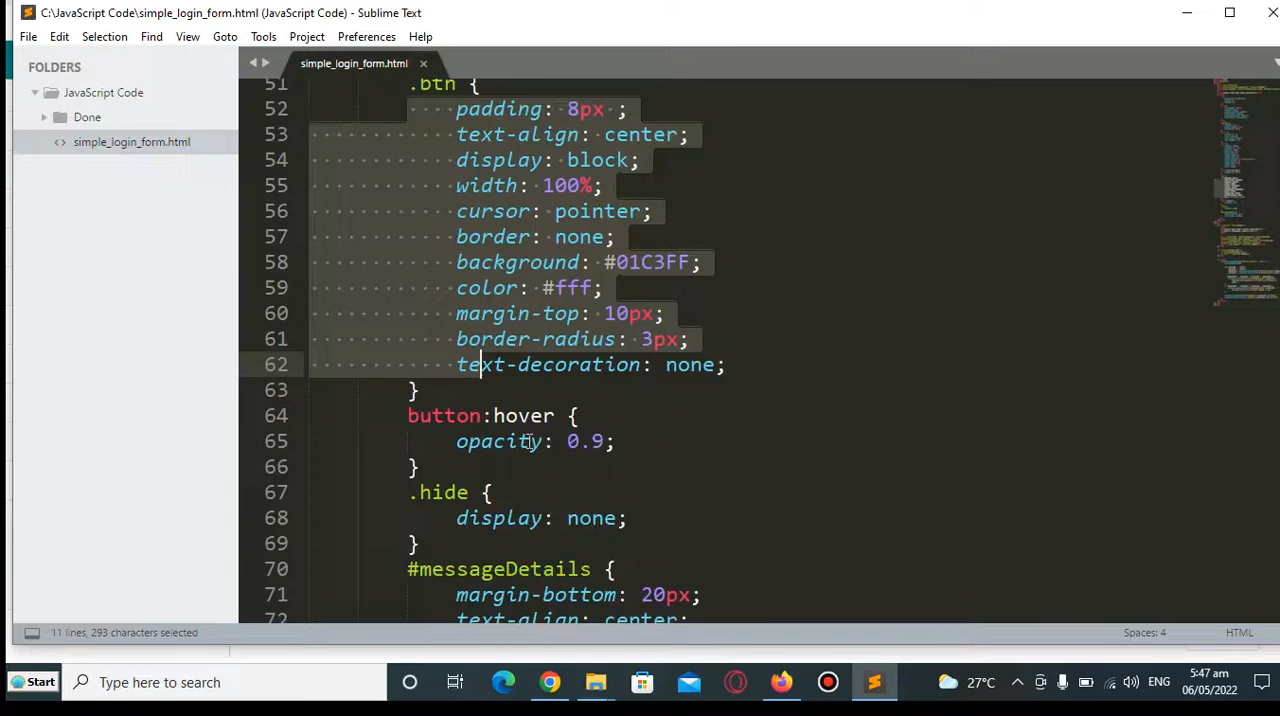 C:\JavaScript Code\simple_login_form.html (JavaScript Code) - Sublime Text
File Edit Selection Find View Goto Tools Project Preferences Help
FOLDERS
JavaScript Code
Done
simple_login_form.html
simple_login_form.html
51 .btn {
52 padding: 8px ;
53 text-align: center;
54 display: block;
55 width: 100%;
56 cursor: pointer;
57 border: none;
58 background: #01C3FF;
59 color: #fff;
60 margin-top: 10px;
61 border-radius: 3px;
62 text-decoration: none;
63 }
64 button:hover {
65 opacity: 0.9;
66 }
67 .hide {
68 display: none;
69 }
70 #messageDetails {
71 margin-bottom: 20px;
72 text-align: center;
11 lines, 293 characters selected
Spaces: 4
HTML
Start
Type here to search
27°C
ENG
5:47 am
06/05/2022